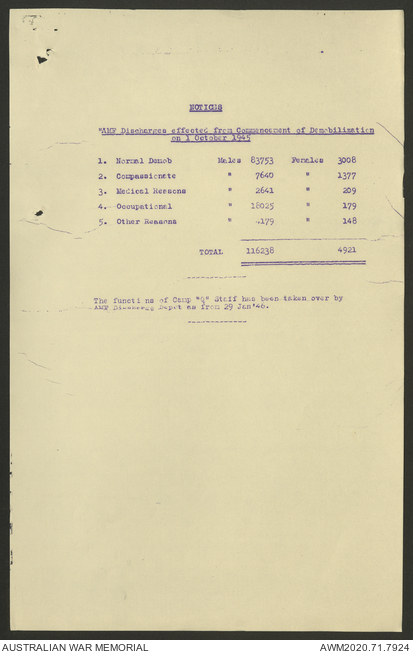 NOTICES
"AMF Discharges effected from Commencement of Demobilization
on 1 October 1945
1. Normal Demob Males 83753 Females 3008
2. Compassionate " 7640 " 1377
3. Medical Reasons " 2641 " 209
4. Occupational " 18025 " 179
5. Other Reasons " 4179 " 148
TOTAL 116238 4921
The functions of Camp "Q" Staff has been taken over by
AMF Discharge Depot as from 29 Jan'46.
AUSTRALIAN WAR MEMORIAL
AWM2020.71.7924